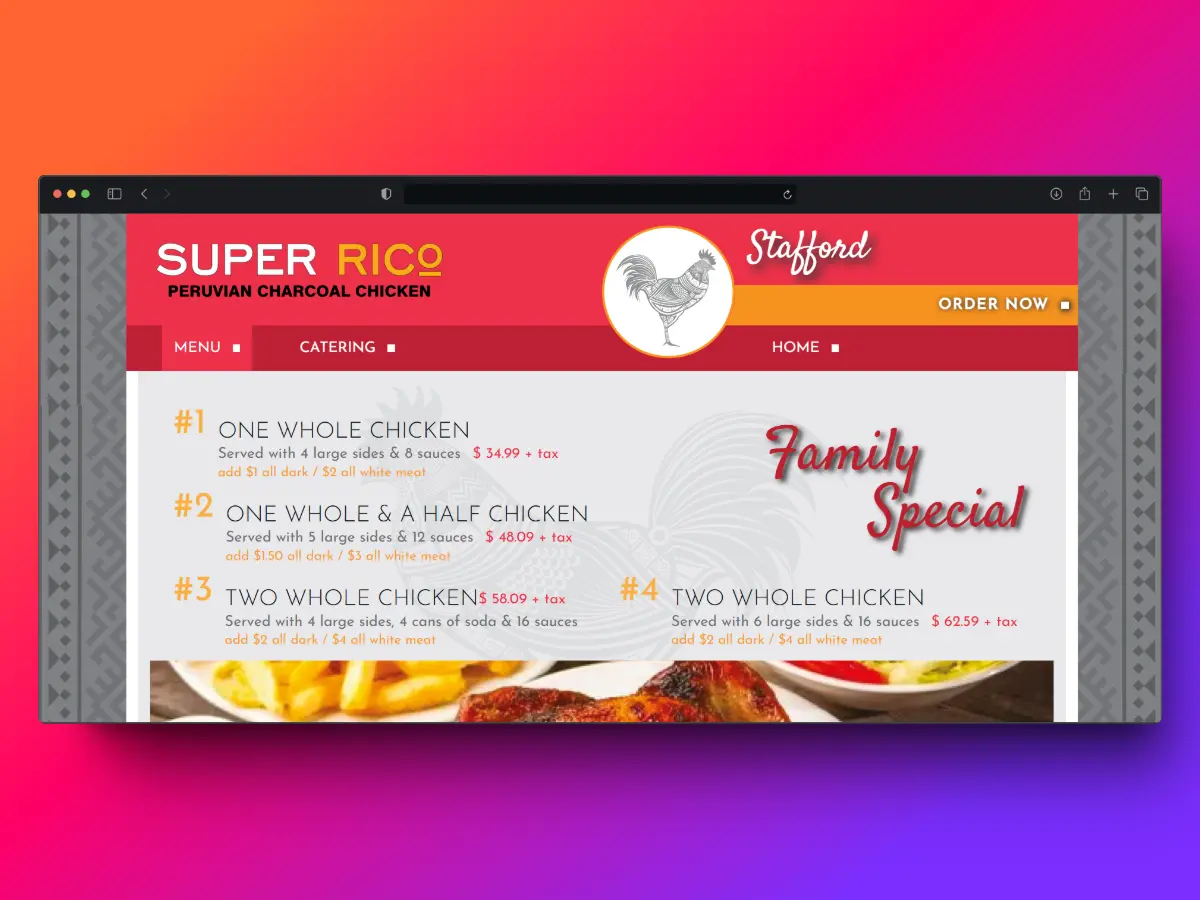 SUPER RICO
PERUVIAN CHARCOAL CHICKEN
Stafford
ORDER NOW
MENU
CATERING
HOME
#1 ONE WHOLE CHICKEN
Served with 4 large sides & 8 sauces $ 34.99 + tax
add $1 all dark / $2 all white meat
Family
Special
#2 ONE WHOLE & A HALF CHICKEN
Served with 5 large sides & 12 sauces $ 48.09 + tax
add $1.50 all dark / $3 all white meat
#3 TWO WHOLE CHICKEN$ 58.09 + tax
Served with 4 large sides, 4 cans of soda & 16 sauces
add $2 all dark / $4 all white meat
#4 TWO WHOLE CHICKEN
Served with 6 large sides & 16 sauces $ 62.59 + tax
add $2 all dark / $4 all white meat